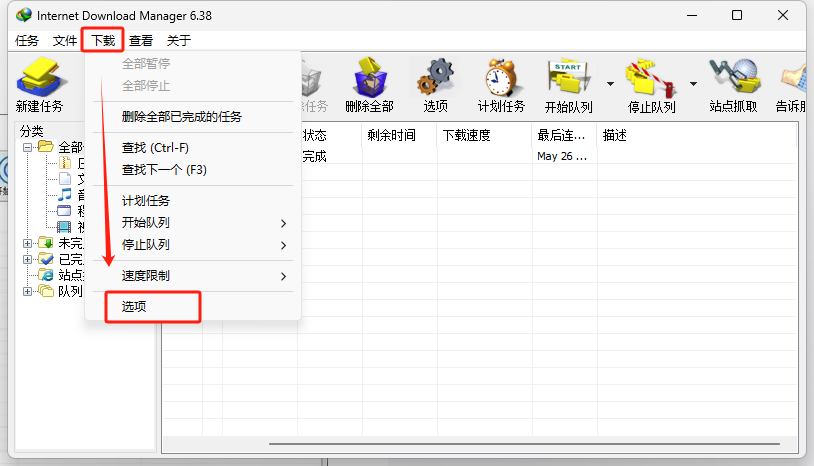 Internet Download Manager 6.38
任务 文件 下载 查看 关于
全部暂停
全部停止
删除全部已完成的任务
查找 (Ctrl-F)
查找下一个 (F3)
计划任务
开始队列
停止队列
速度限制
选项
新建任务 任务 删除全部 选项 计划任务 START 开始队列 停止队列 站点抓取 告诉
分类
状态 剩余时间 下载速度 最后连... 描述
完成 May 26 ...
全部
未完
已完
站点
队列